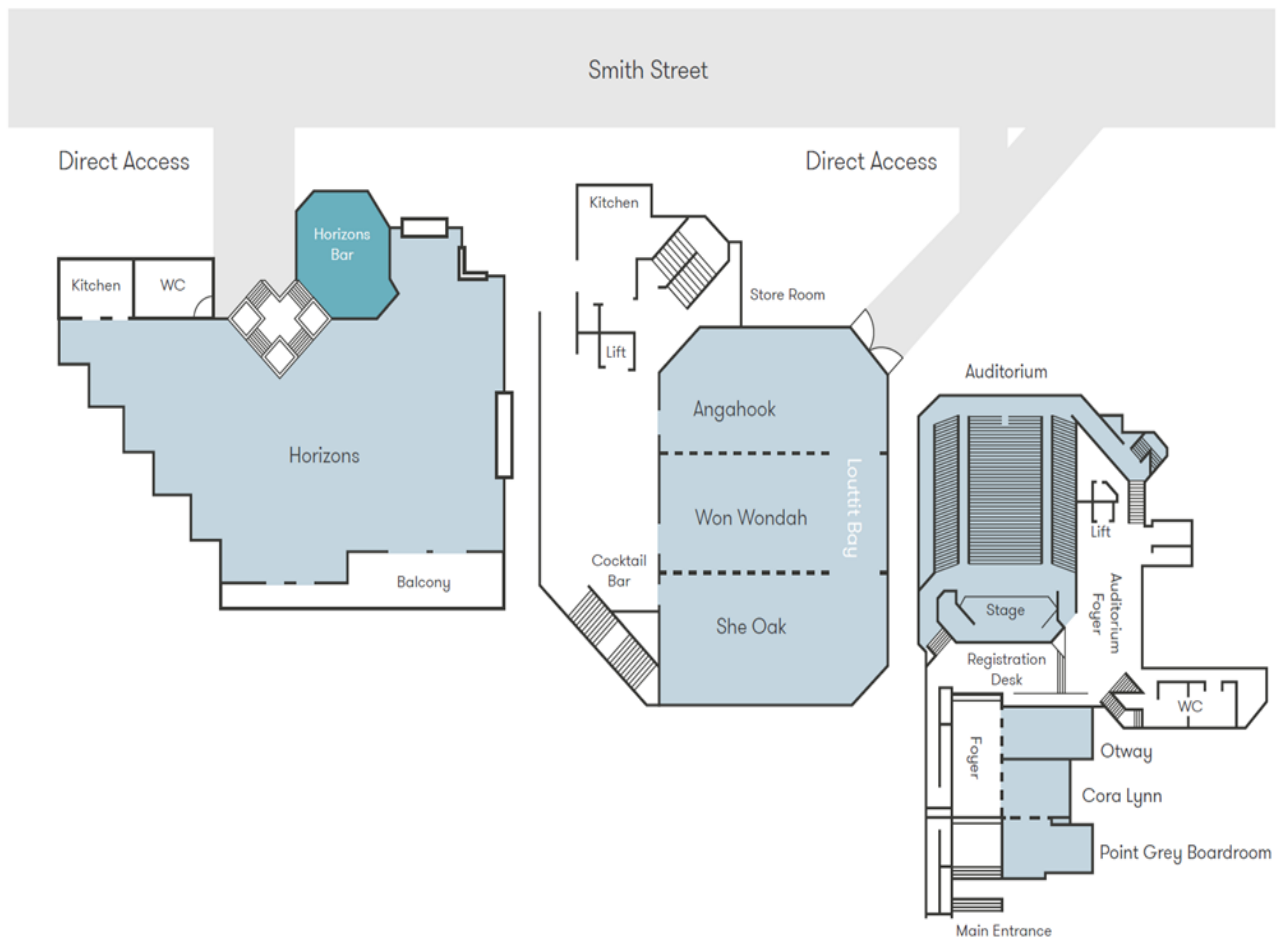 Smith Street
Direct Access
Direct Access
Kitchen
Horizons
Bar
Kitchen
WC
Store Room
Lift
Auditorium
Angahook
Horizons
Louttit Bay
Won Wondah
Lift
Cocktail
Bar
Balcony
Auditorium
Foyer
Stage
She Oak
Registration
Desk
WC
Foyer
Otway
Cora Lynn
Point Grey Boardroom
Main Entrance